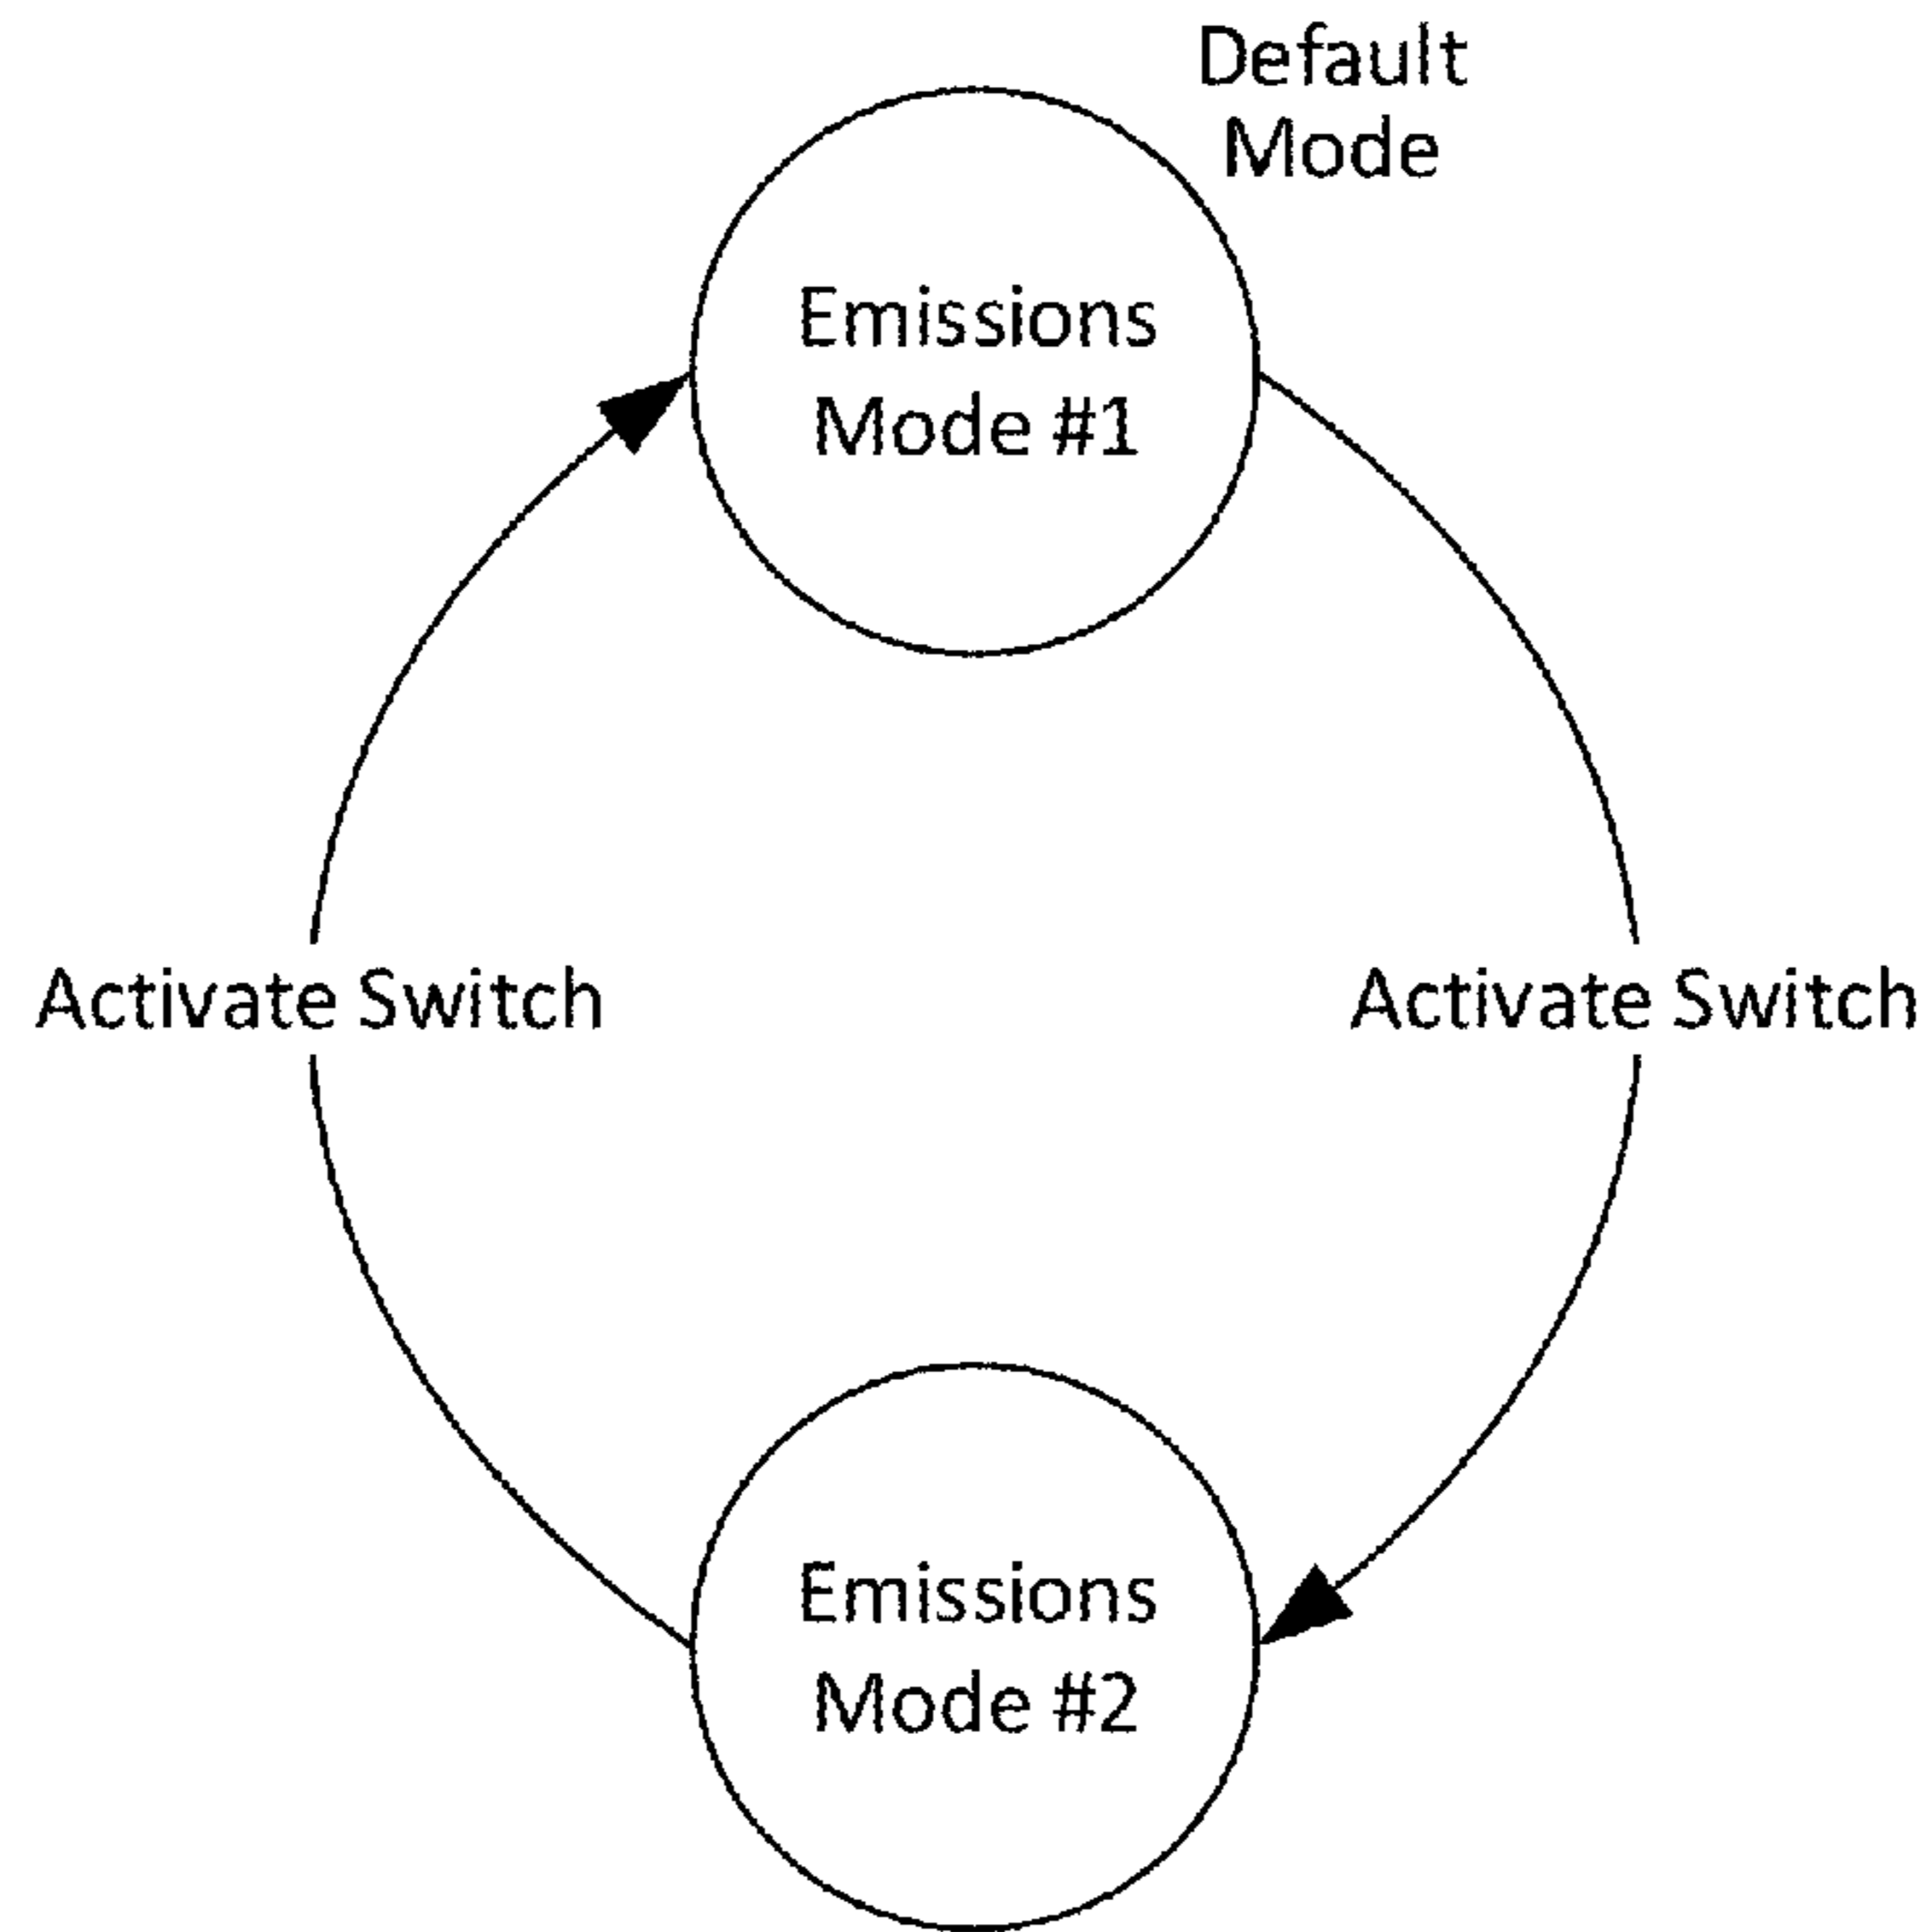 Default
Mode
Emissions
Mode #1
Activate Switch
Activate Switch
Emissions
Mode #2